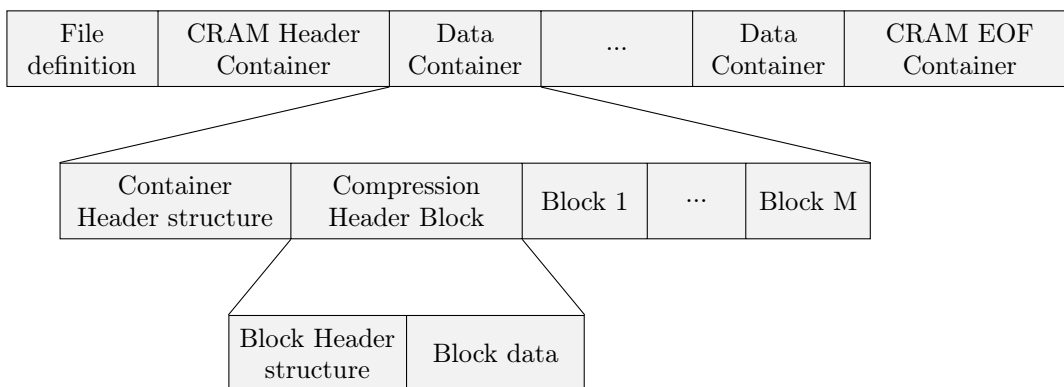 File
definition
CRAM Header
Container
Data
Container
...
Data
Container
CRAM EOF
Container
Container
Header structure
Compression
Header Block
Block 1
...
Block M
Block Header
structure
Block data